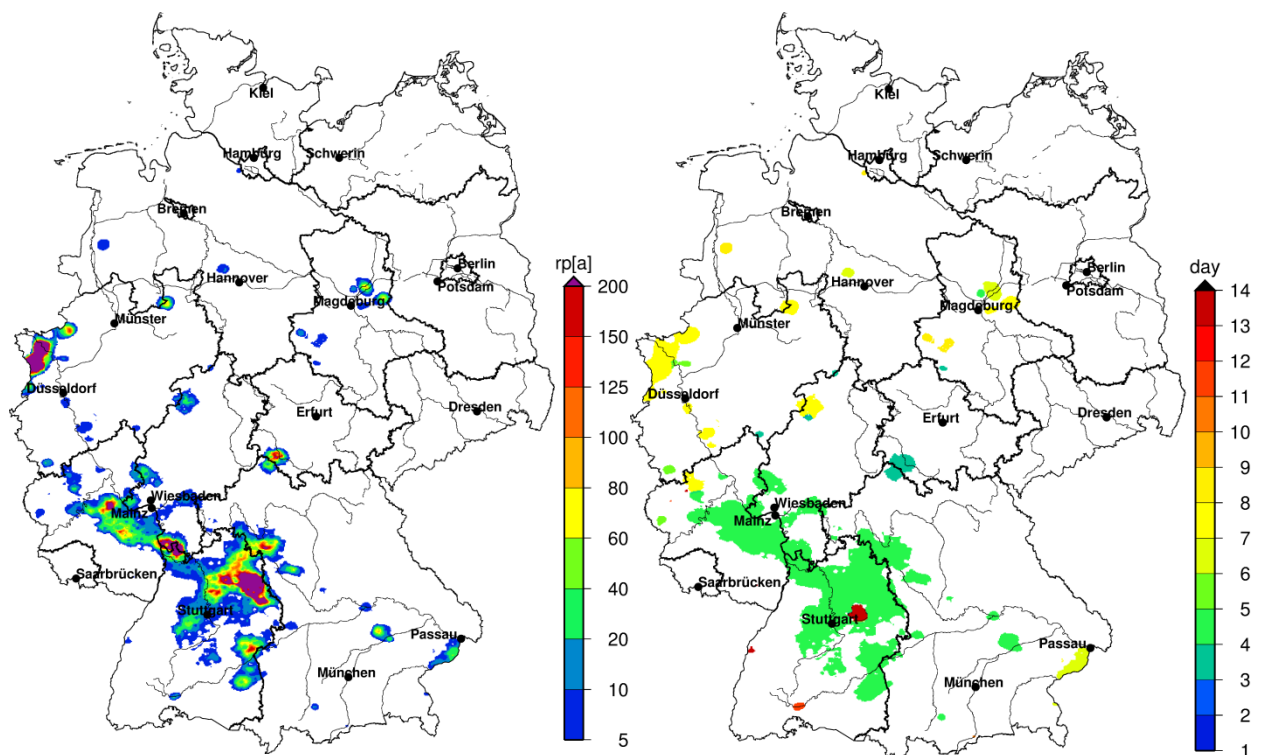 Kiel
Hamburg
Schwerin
Bremen
Berlin
Hannover
Potsdam
Magdeburg
Münster
Düsseldorf
Erfurt
Dresden
Wiesbaden
Mainz
Saarbrücken
Stuttgart
Passau
München
rp[a]
200
150
125
100
80
60
40
20
10
5
Kiel
Hamburg
Schwerin
Bremen
Berlin
Hannover
Potsdam
Magdeburg
Münster
Düsseldorf
Erfurt
Dresden
Wiesbaden
Mainz
Saarbrücken
Stuttgart
Passau
München
day
14
13
12
11
10
9
8
7
6
5
4
3
2
1